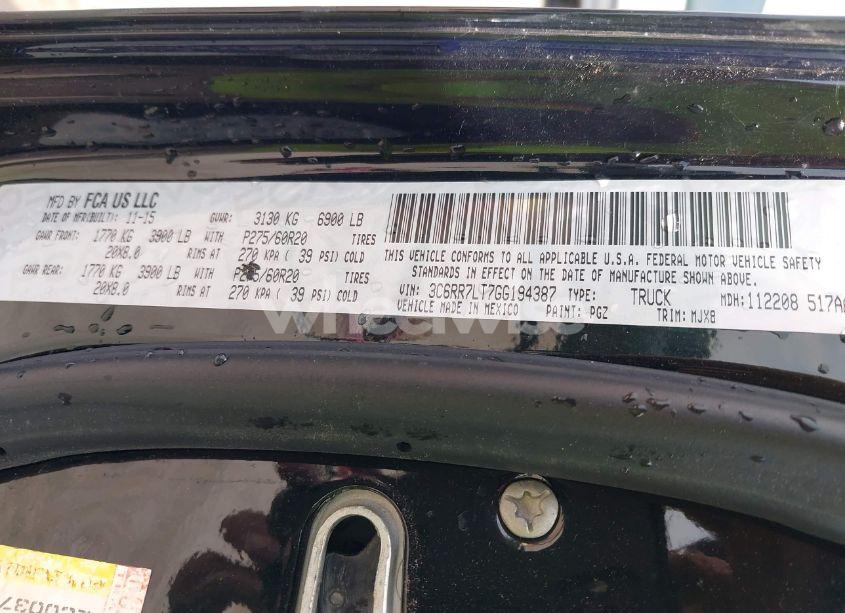 MFD BY FCA US LLC
DATE OF MFR(BUILT): 11-15 GVWR: 3130 KG 6900 LB
GAWR FRONT: 1770 KG 3900 LB WITH P275/60R20 TIRES
20X8.0 RIMS AT 270 KPA ( 39 PSI) COLD
GAWR REAR: 1770 KG 3900 LB WITH P275/60R20 TIRES
20X8.0 RIMS AT 270 KPA ( 39 PSI) COLD
THIS VEHICLE CONFORMS TO ALL APPLICABLE U.S.A. FEDERAL MOTOR VEHICLE SAFETY
STANDARDS IN EFFECT ON THE DATE OF MANUFACTURE SHOWN ABOVE.
VIN: 3C6RR7LT7GG194387 TYPE: TRUCK MDH: 112208 517A
VEHICLE MADE IN MEXICO PAINT: PGZ TRIM: MJXB